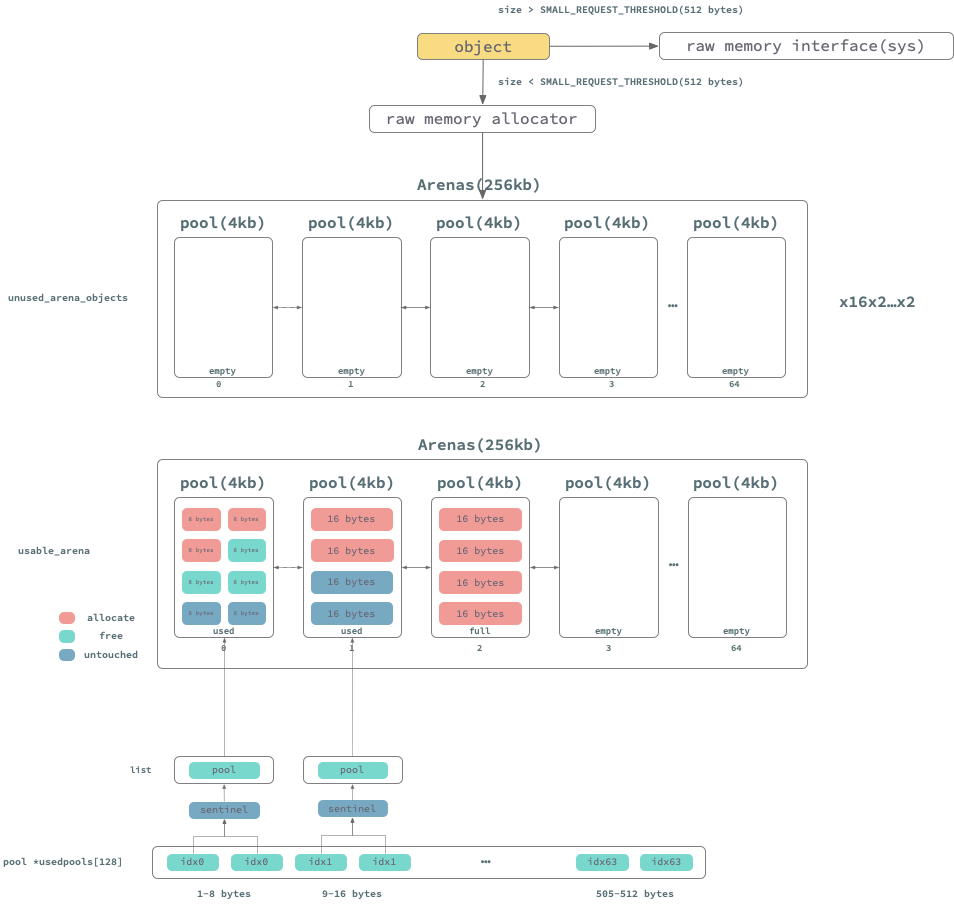 size > SMALL_REQUEST_THRESHOLD(512 bytes)
object
raw memory interface(sys)
size < SMALL_REQUEST_THRESHOLD(512 bytes)
raw memory allocator
Arenas(256kb)
pool(4kb) pool(4kb) pool(4kb) pool(4kb) pool(4kb)
unused_arena_objects
...
x16x2…x2
empty empty empty empty empty
0 1 2 3 64
Arenas(256kb)
pool(4kb) pool(4kb) pool(4kb) pool(4kb) pool(4kb)
8 bytes 8 bytes 16 bytes 16 bytes
usable_arena
8 bytes 8 bytes 16 bytes 16 bytes
...
8 bytes 8 bytes 16 bytes 16 bytes
8 bytes 8 bytes 16 bytes 16 bytes
used used full empty empty
0 1 2 3 64
allocate
free
untouched
list
pool pool
sentinel sentinel
pool *usedpools[128]
idx0 idx0 idx1 idx1 ... idx63 idx63
1-8 bytes 9-16 bytes 505-512 bytes